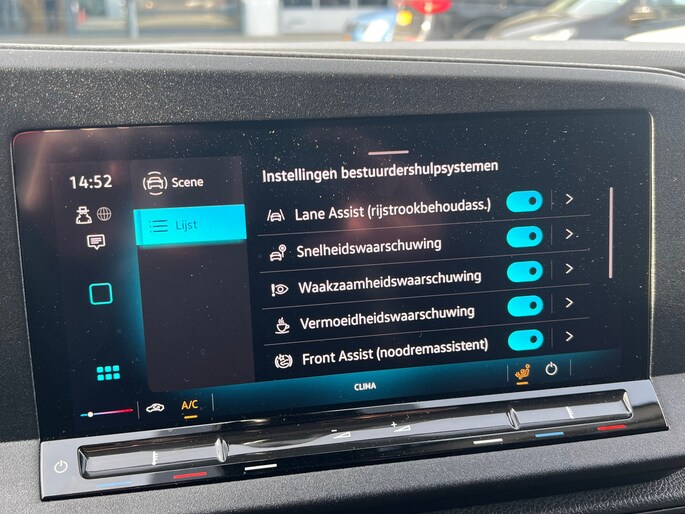 14:52
Scene
Lijst
Instellingen bestuurdershulpsystemen
Lane Assist (rijstrookbehoudass.)
Snelheidswaarschuwing
Waakzaamheidswaarschuwing
Vermoeidheidswaarschuwing
Front Assist (noodremassistent)
CLIMA
A/C